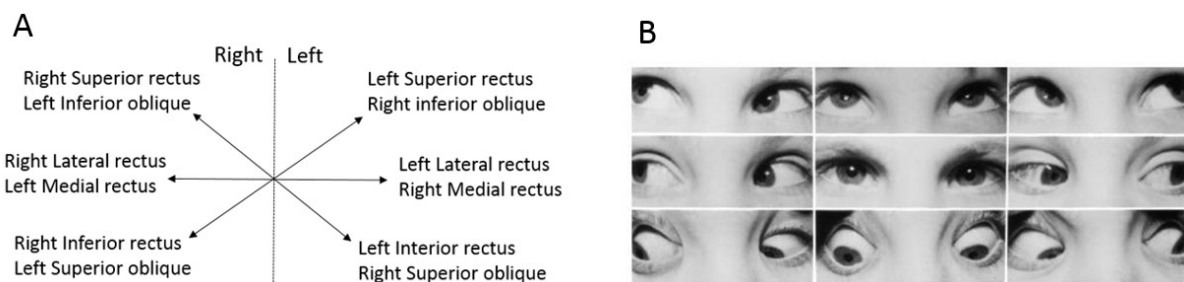 A
B
Right
Left
Right Superior rectus
Left Inferior oblique
Left Superior rectus
Right inferior oblique
Right Lateral rectus
Left Medial rectus
Left Lateral rectus
Right Medial rectus
Right Inferior rectus
Left Superior oblique
Left Interior rectus
Right Superior oblique